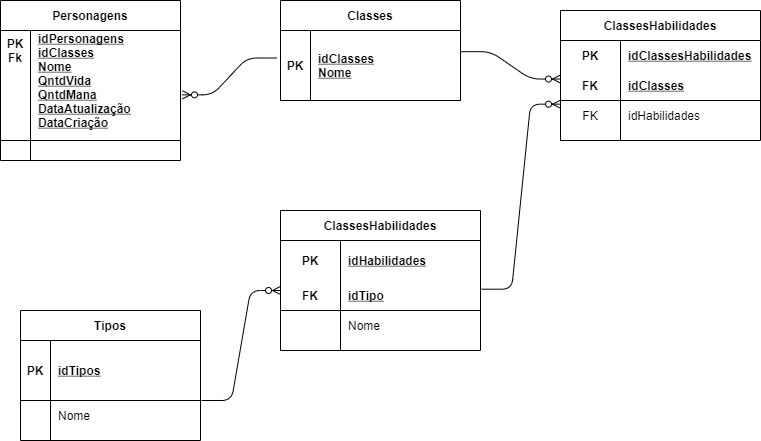 Personagens
PK idPersonagens
Fk idClasses
Nome
QntdVida
QntdMana
DataAtualização
DataCriação
Classes
PK idClasses
Nome
ClassesHabilidades
PK idClassesHabilidades
FK idClasses
FK idHabilidades
ClassesHabilidades
PK idHabilidades
FK idTipo
Nome
Tipos
PK idTipos
Nome